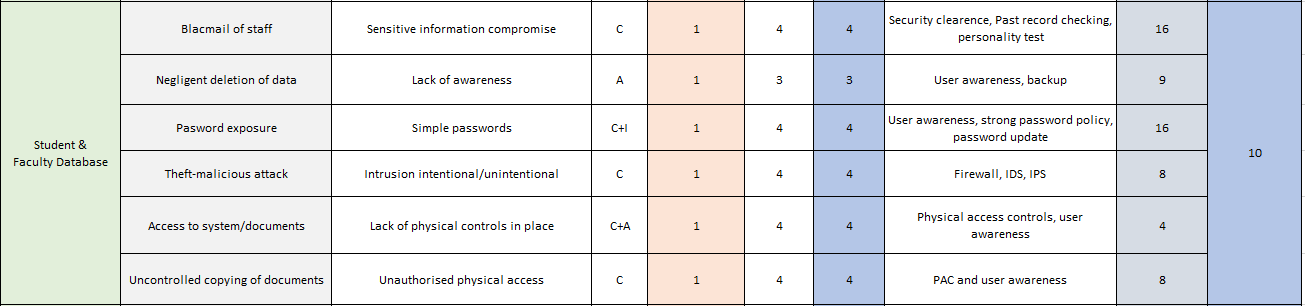 Student &
Faculty Database
Blacmail of staff
Sensitive information compromise
C
1
4
4
Security clearence, Past record checking,
personality test
16
Negligent deletion of data
Lack of awareness
A
1
3
3
User awareness, backup
9
Pasword exposure
Simple passwords
C+I
1
4
4
User awareness, strong password policy,
password update
16
Theft-malicious attack
Intrusion intentional/unintentional
C
1
4
4
Firewall, IDS, IPS
8
Access to system/documents
Lack of physical controls in place
C+A
1
4
4
Physical access controls, user
awareness
4
Uncontrolled copying of documents
Unauthorised physical access
C
1
4
4
PAC and user awareness
8
10